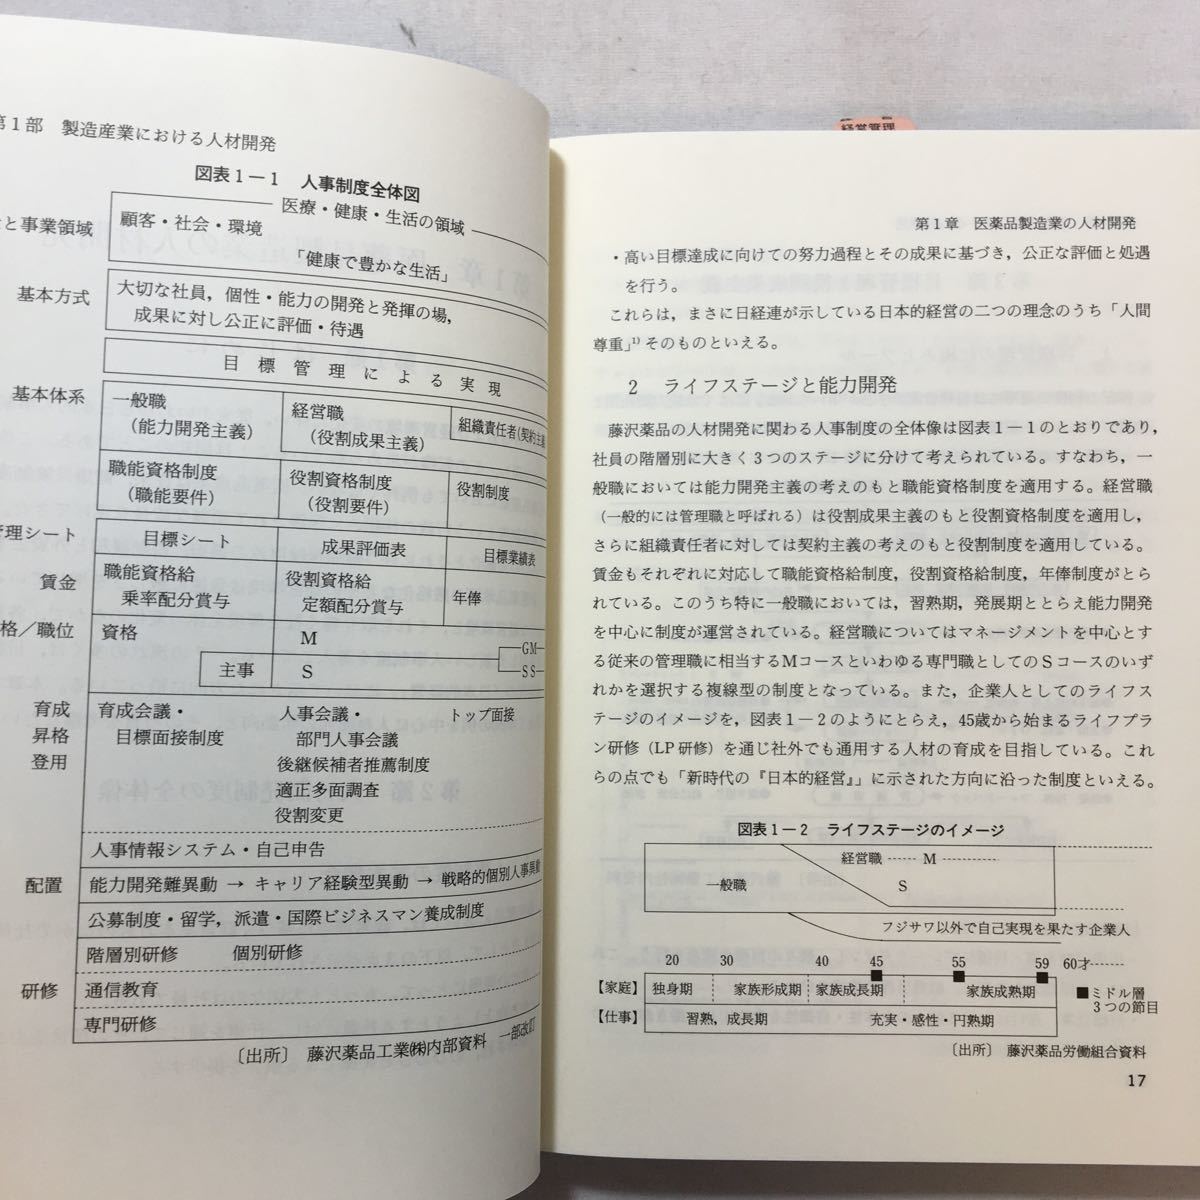 第1部 製造産業における人材開発
図表1－1 人事制度全体図
医療・健康・生活の領域
と事業領域
顧客・社会・環境
「健康で豊かな生活」
基本方式
大切な社員，個性・能力の開発と発揮の場，
成果に対し公正に評価・待遇
目標管理による実現
基本体系
一般職
（能力開発主義）
経営職
（役割成果主義）
組織責任者（契約主義
職能資格制度
（職能要件）
役割資格制度
（役割要件）
役割制度
管理シート
目標シート
成果評価表
目標業績表
賃金
職能資格給
乗率配分賞与
役割資格給
定額配分賞与
年俸
格／職位
資格
主事
M
S
GM
SS
育成
昇格
登用
育成会議・
目標面接制度
人事会議・
部門人事会議
後継候補者推薦制度
適正多面調査
役割変更
トップ面接
人事情報システム・自己申告
配置
能力開発難異動 → キャリア経験型異動 → 戦略的個別人事異動
公募制度・留学，派遣・国際ビジネスマン養成制度
階層別研修 個別研修
研修
通信教育
専門研修
〔出所〕 藤沢薬品工業㈱内部資料 一部改訂
経営管理
第1章 医薬品製造業の人材開発
・高い目標達成に向けての努力過程とその成果に基づき，公正な評価と処遇
を行う。
これらは，まさに日経連が示している日本的経営の二つの理念のうち「人間
尊重」1) そのものといえる。
2 ライフステージと能力開発
藤沢薬品の人材開発に関わる人事制度の全体像は図表1－1のとおりであり，
社員の階層別に大きく3つのステージに分けて考えられている。すなわち，一
般職においては能力開発主義の考えのもと職能資格制度を適用する。経営職
（一般的には管理職と呼ばれる）は役割成果主義のもと役割資格制度を適用し，
さらに組織責任者に対しては契約主義の考えのもと役割制度を適用している。
賃金もそれぞれに対応して職能資格給制度，役割資格給制度，年俸制度がとら
れている。このうち特に一般職においては，習熟期，発展期ととらえ能力開発
を中心に制度が運営されている。経営職についてはマネージメントを中心とす
る従来の管理職に相当するMコースといわゆる専門職としてのSコースのいず
れかを選択する複線型の制度となっている。また，企業人としてのライフス
テージのイメージを，図表1－2のようにとらえ，45歳から始まるライフプラ
ン研修（LP研修）を通じ社外でも通用する人材の育成を目指している。これ
らの点でも「新時代の『日本的経営』」に示された方向に沿った制度といえる。
図表1－2 ライフステージのイメージ
経営職 ------ M
一般職
S
フジサワ以外で自己実現を果たす企業人
20 30 40 45 55 59 60才------
【家庭】 独身期 家族形成期 家族成長期 家族成熟期
【仕事】 習熟，成長期 充実・感性・円熟期
■ミドル層
3つの節目
〔出所〕 藤沢薬品労働組合資料
17